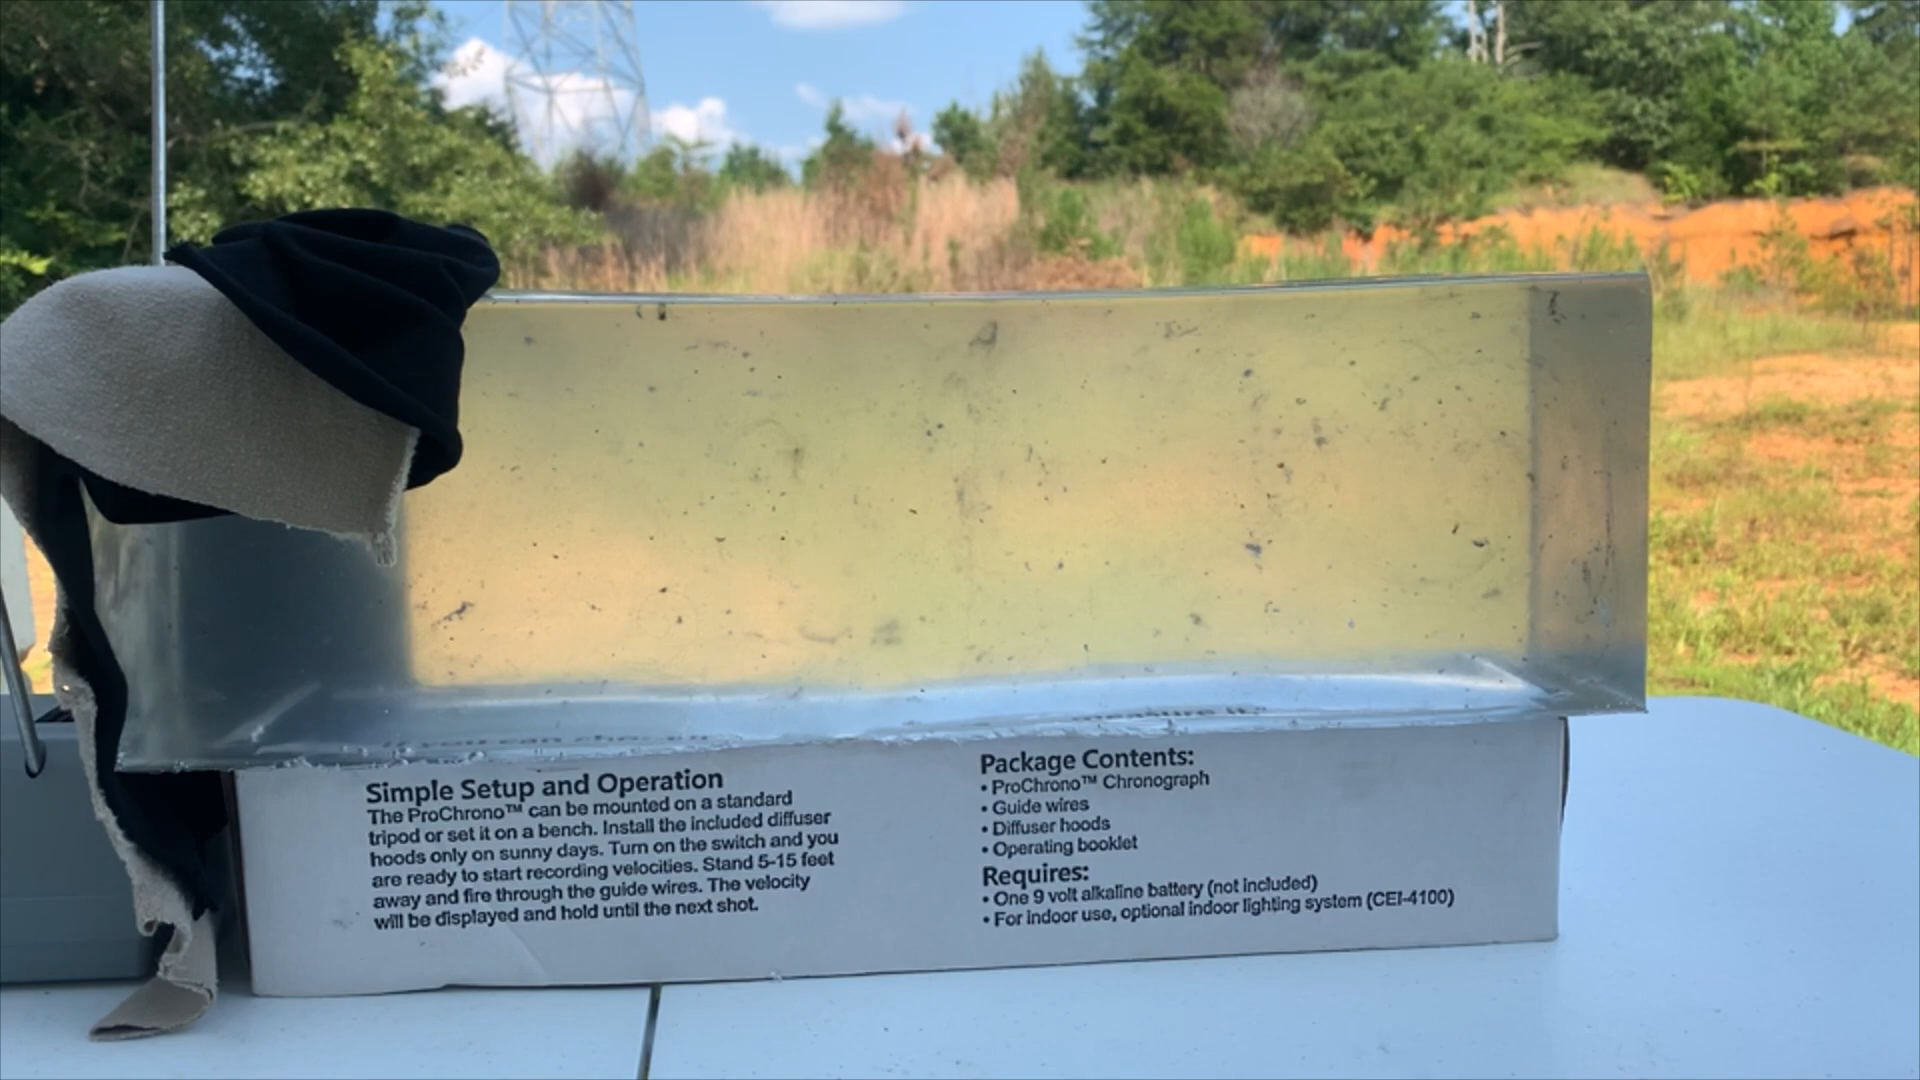 Simple Setup and Operation
The ProChrono™ can be mounted on a standard
tripod or set it on a bench. Install the included diffuser
hoods only on sunny days. Turn on the switch and you
are ready to start recording velocities. Stand 5-15 feet
away and fire through the guide wires. The velocity
will be displayed and hold until the next shot.
Package Contents:
• ProChrono™ Chronograph
• Guide wires
• Diffuser hoods
• Operating booklet
Requires:
• One 9 volt alkaline battery (not included)
• For indoor use, optional indoor lighting system (CEI-4100)